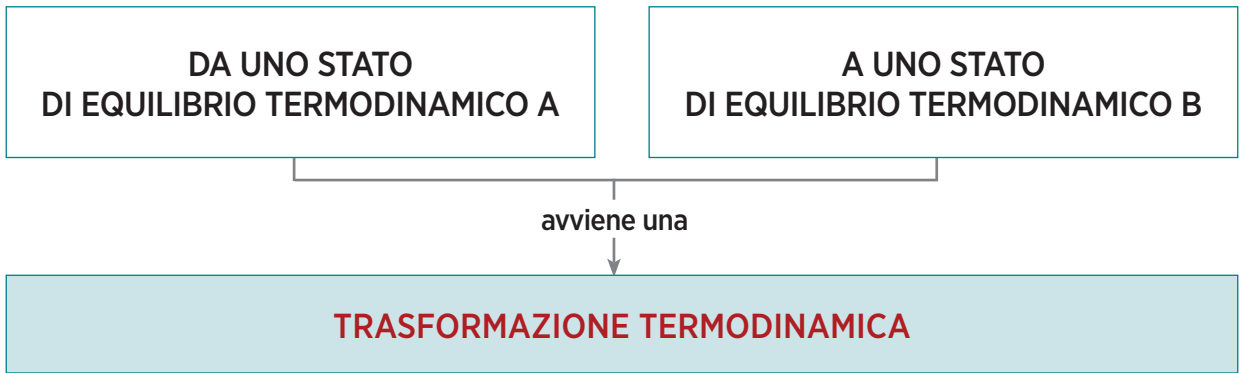 DA UNO STATO
DI EQUILIBRIO TERMODINAMICO A
A UNO STATO
DI EQUILIBRIO TERMODINAMICO B
avviene una
TRASFORMAZIONE TERMODINAMICA